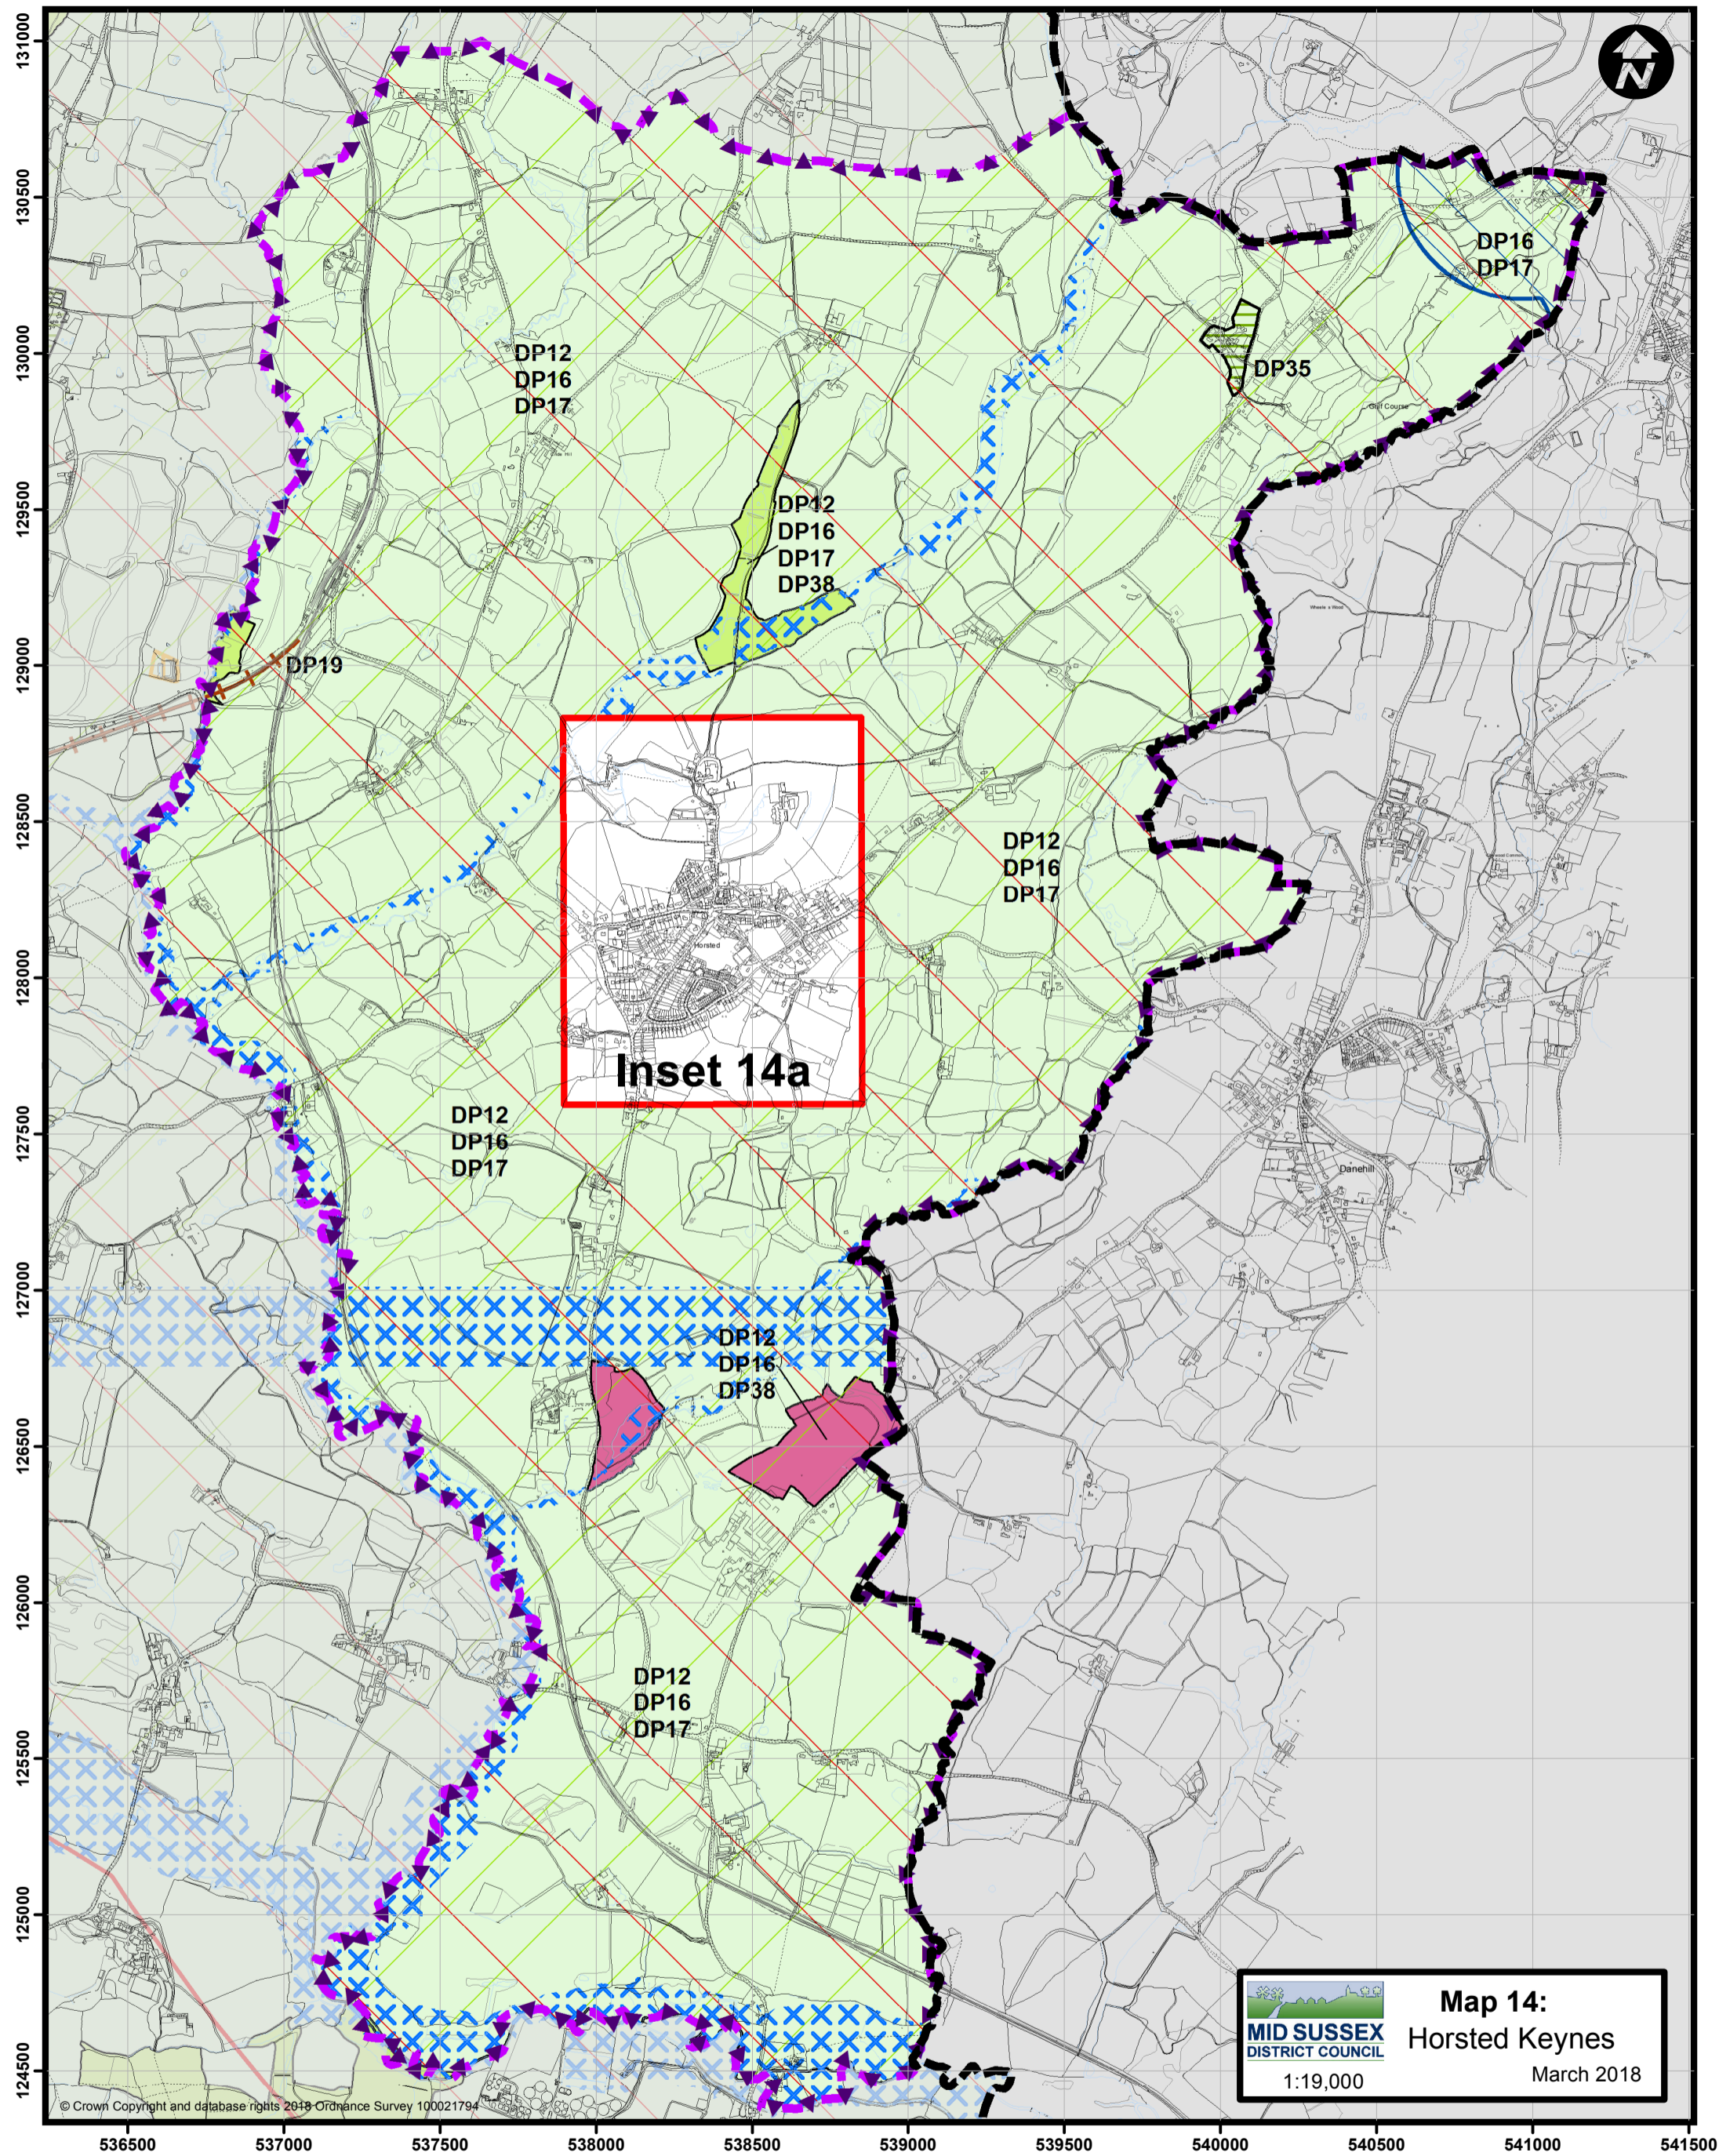 131000
130500
130000
129500
129000
128500
128000
127500
127000
126500
126000
125500
125000
124500
N
DP16
DP17
DP12
DP16
DP17
DP35
Golf Course
DP12
DP16
DP17
DP38
DP19
DP12
DP16
DP17
Horsted
Inset 14a
DP12
DP16
DP17
Danehill
DP12
DP16
DP38
DP12
DP16
DP17
MID SUSSEX
DISTRICT COUNCIL
1:19,000
Map 14:
Horsted Keynes
March 2018
© Crown Copyright and database rights 2018 Ordnance Survey 100021794
536500 537000 537500 538000 538500 539000 539500 540000 540500 541000 541500